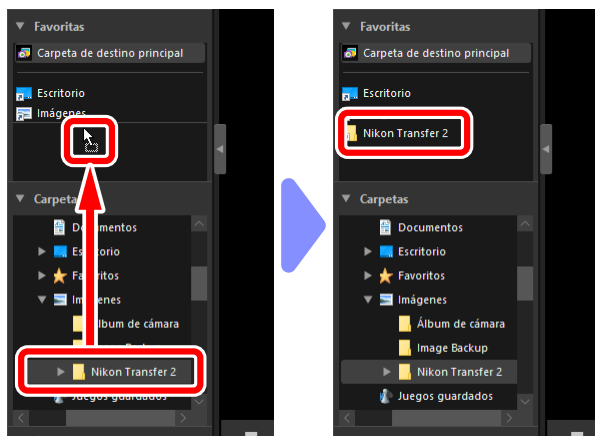 Favoritas
Carpeta de destino principal
Escritorio
Imágenes
Carpetas
Documentos
Escritorio
Favoritos
Imágenes
Álbum de cámara
Nikon Transfer 2
Juegos guardados
Favoritas
Carpeta de destino principal
Escritorio
Nikon Transfer 2
Carpetas
Documentos
Escritorio
Favoritos
Imágenes
Álbum de cámara
Image Backup
Nikon Transfer 2
Juegos guardados